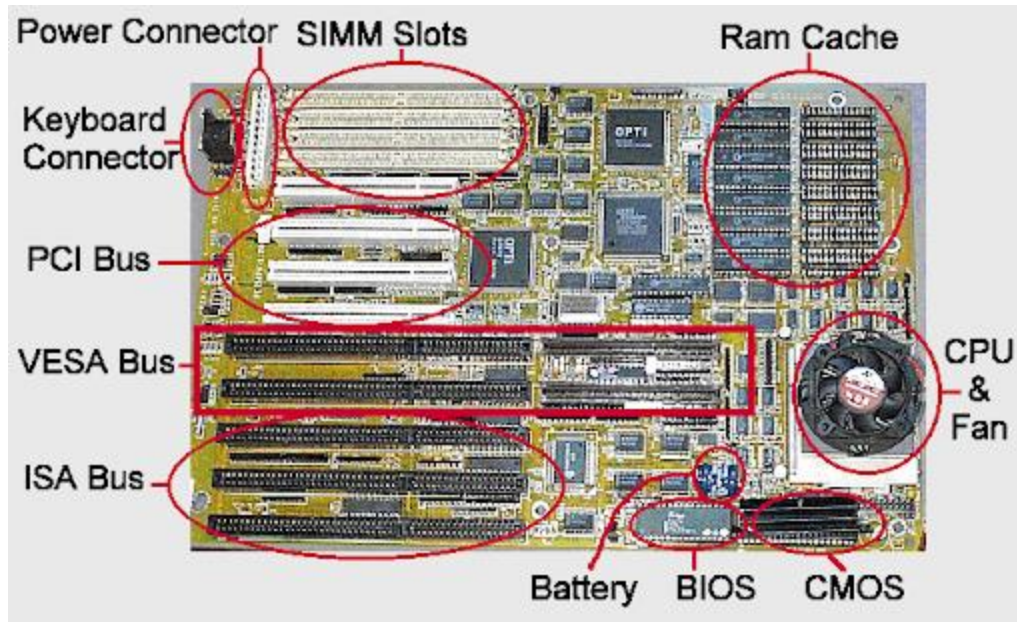 Power Connector
SIMM Slots
Ram Cache
Keyboard
Connector
OPTi
PCI Bus
VESA Bus
CPU
&
Fan
ISA Bus
Battery
BIOS
CMOS